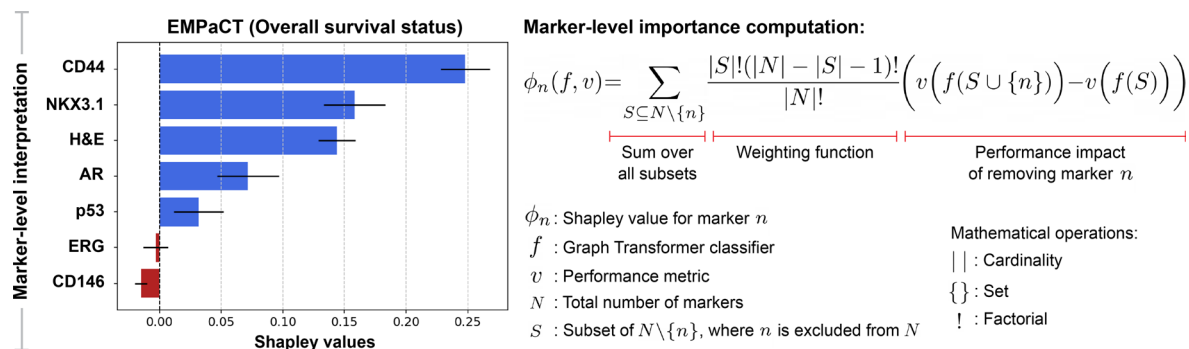 Marker-level interpretation
EMPaCT (Overall survival status)
CD44
NKX3.1
H&E
AR
p53
ERG
CD146
0.00 0.05 0.10 0.15 0.20 0.25
Shapley values
Marker-level importance computation:
ϕₙ(f, v)= ∑_{S⊆N\{n}} |S|!(|N| − |S| − 1)! / |N|! (v(f(S ∪ {n}))−v(f(S)))
Sum over
all subsets
Weighting function
Performance impact
of removing marker n
ϕₙ : Shapley value for marker n
f : Graph Transformer classifier
v : Performance metric
N : Total number of markers
S : Subset of N\{n}, where n is excluded from N
Mathematical operations:
| | : Cardinality
{} : Set
! : Factorial